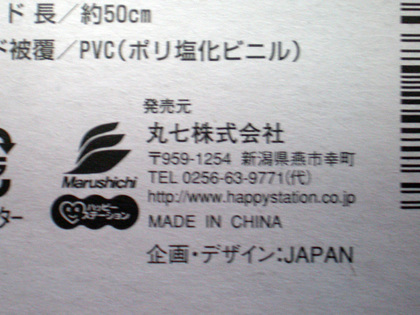 ド長／約50cm
ド被覆／PVC(ポリ塩化ビニル)
発売元
丸七株式会社
〒959-1254 新潟県燕市幸町
TEL 0256-63-9771(代)
http://www.happystation.co.jp
Marushichi
ハッピーステーション
MADE IN CHINA
ター
企画・デザイン:JAPAN